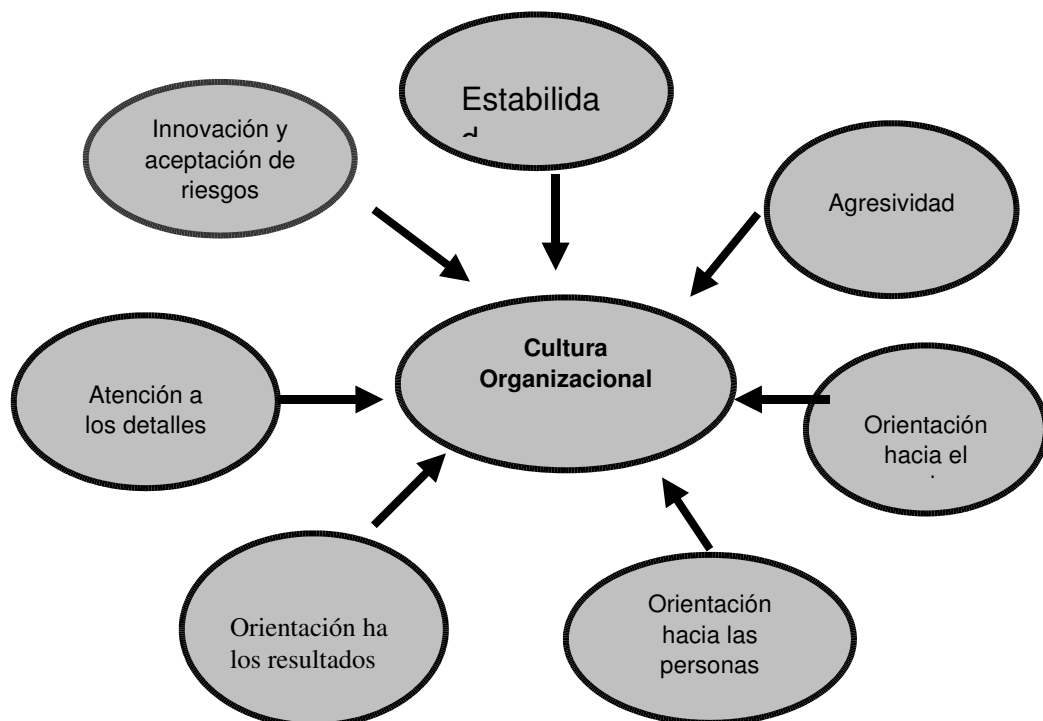 Estabilida
Innovación y
aceptación de
riesgos
Agresividad
Cultura
Organizacional
Atención a
los detalles
Orientación
hacia el
Orientación ha
los resultados
Orientación
hacia las
personas